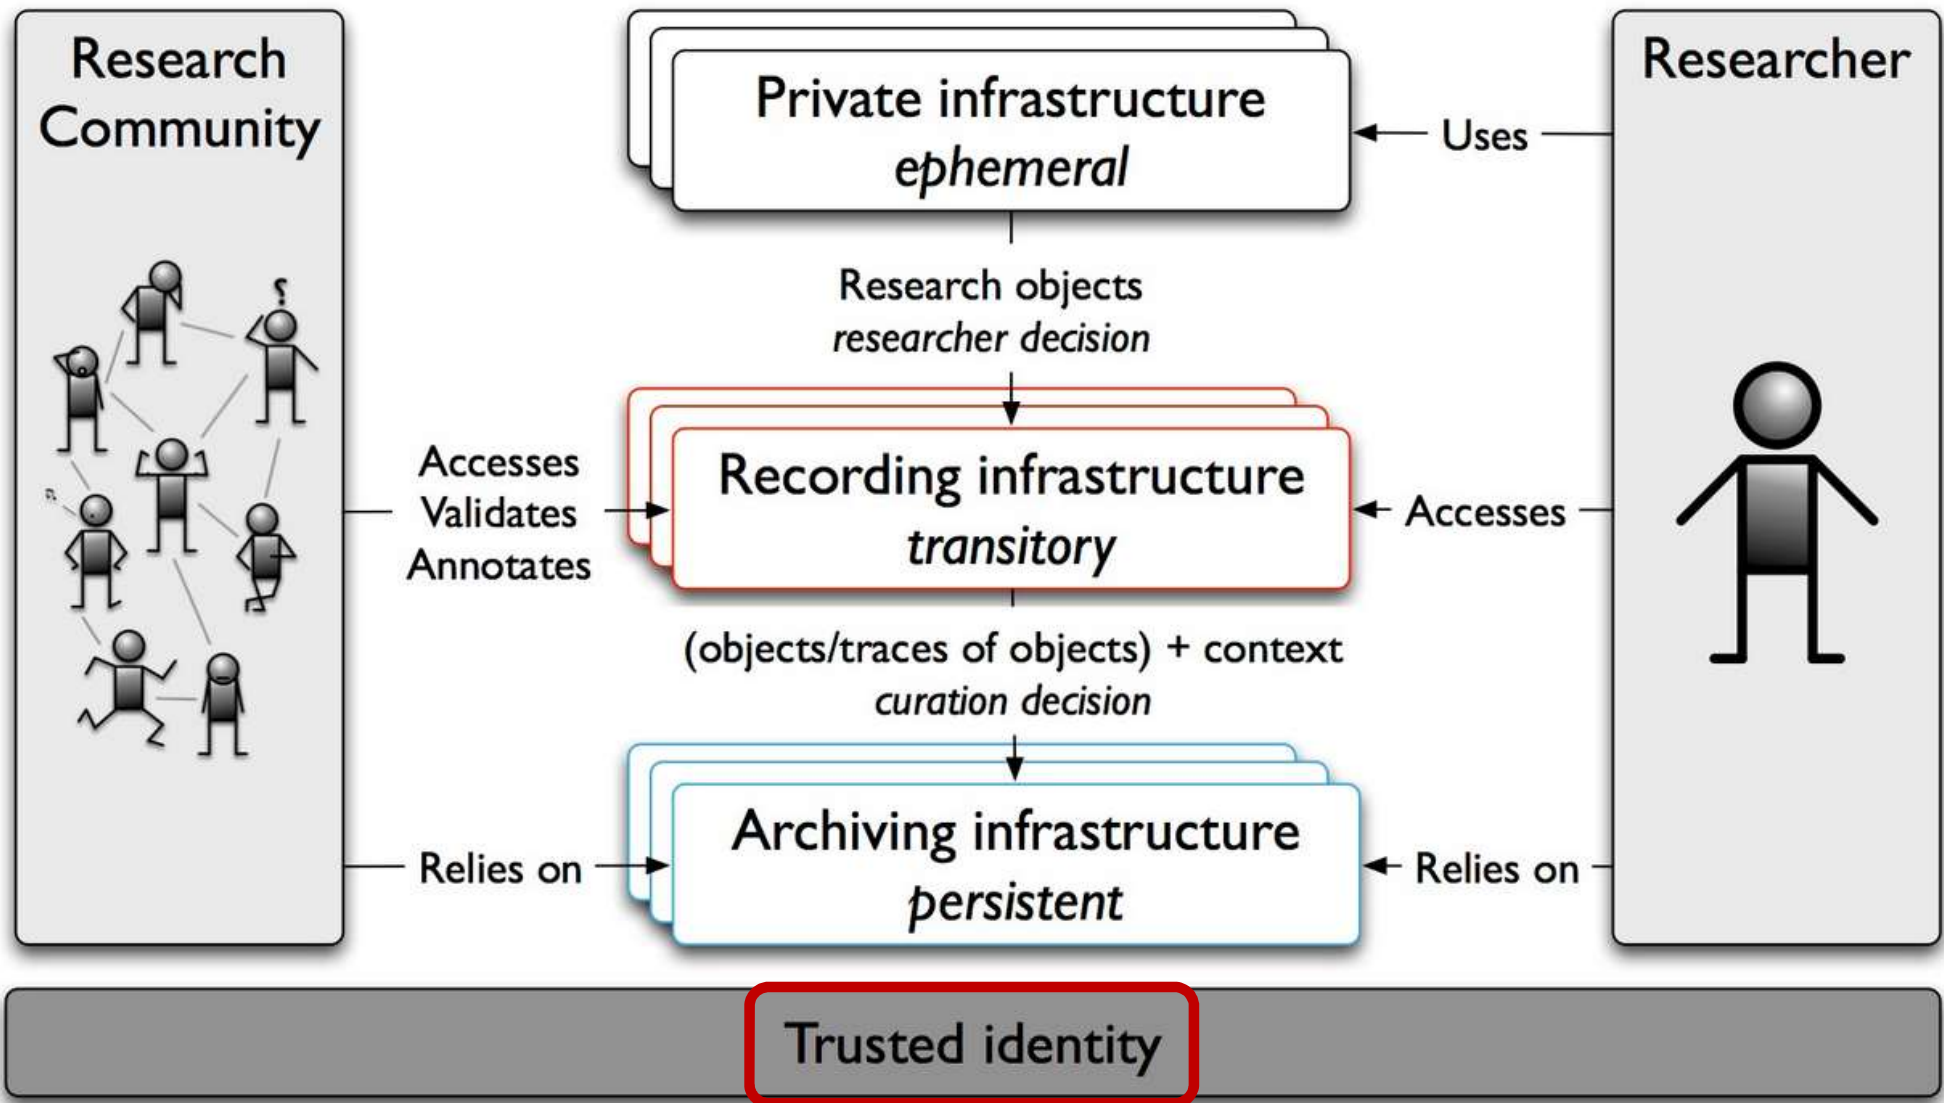 Research
Community
Private infrastructure
ephemeral
Researcher
Uses
Research objects
researcher decision
?
Accesses
Validates
Annotates
Recording infrastructure
transitory
Accesses
(objects/traces of objects) + context
curation decision
Relies on
Archiving infrastructure
persistent
Relies on
Trusted identity